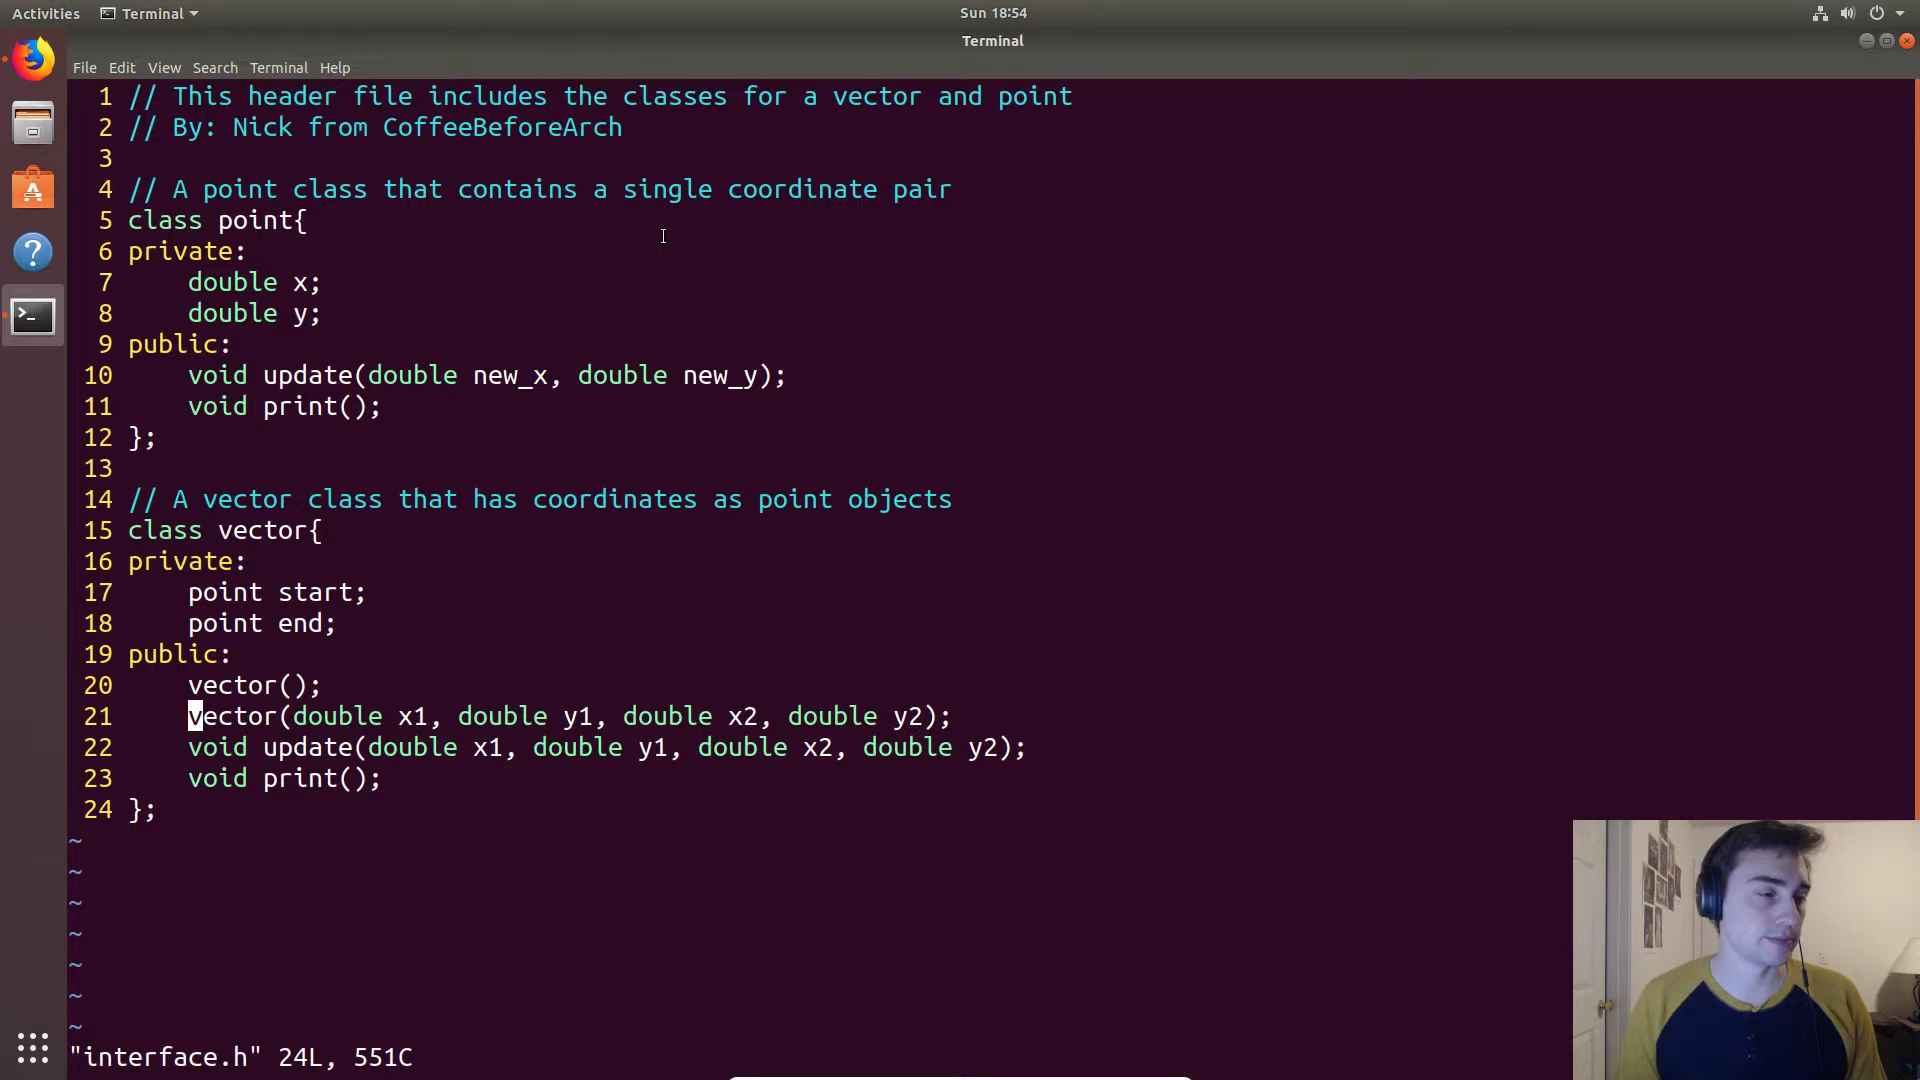 Activities Terminal Sun 18:54
Terminal
File Edit View Search Terminal Help
1 // This header file includes the classes for a vector and point
2 // By: Nick from CoffeeBeforeArch
3
4 // A point class that contains a single coordinate pair
5 class point{
6 private:
7     double x;
8     double y;
9 public:
10     void update(double new_x, double new_y);
11     void print();
12 };
13
14 // A vector class that has coordinates as point objects
15 class vector{
16 private:
17     point start;
18     point end;
19 public:
20     vector();
21     vector(double x1, double y1, double x2, double y2);
22     void update(double x1, double y1, double x2, double y2);
23     void print();
24 };
~
~
~
~
~
~
~
"interface.h" 24L, 551C